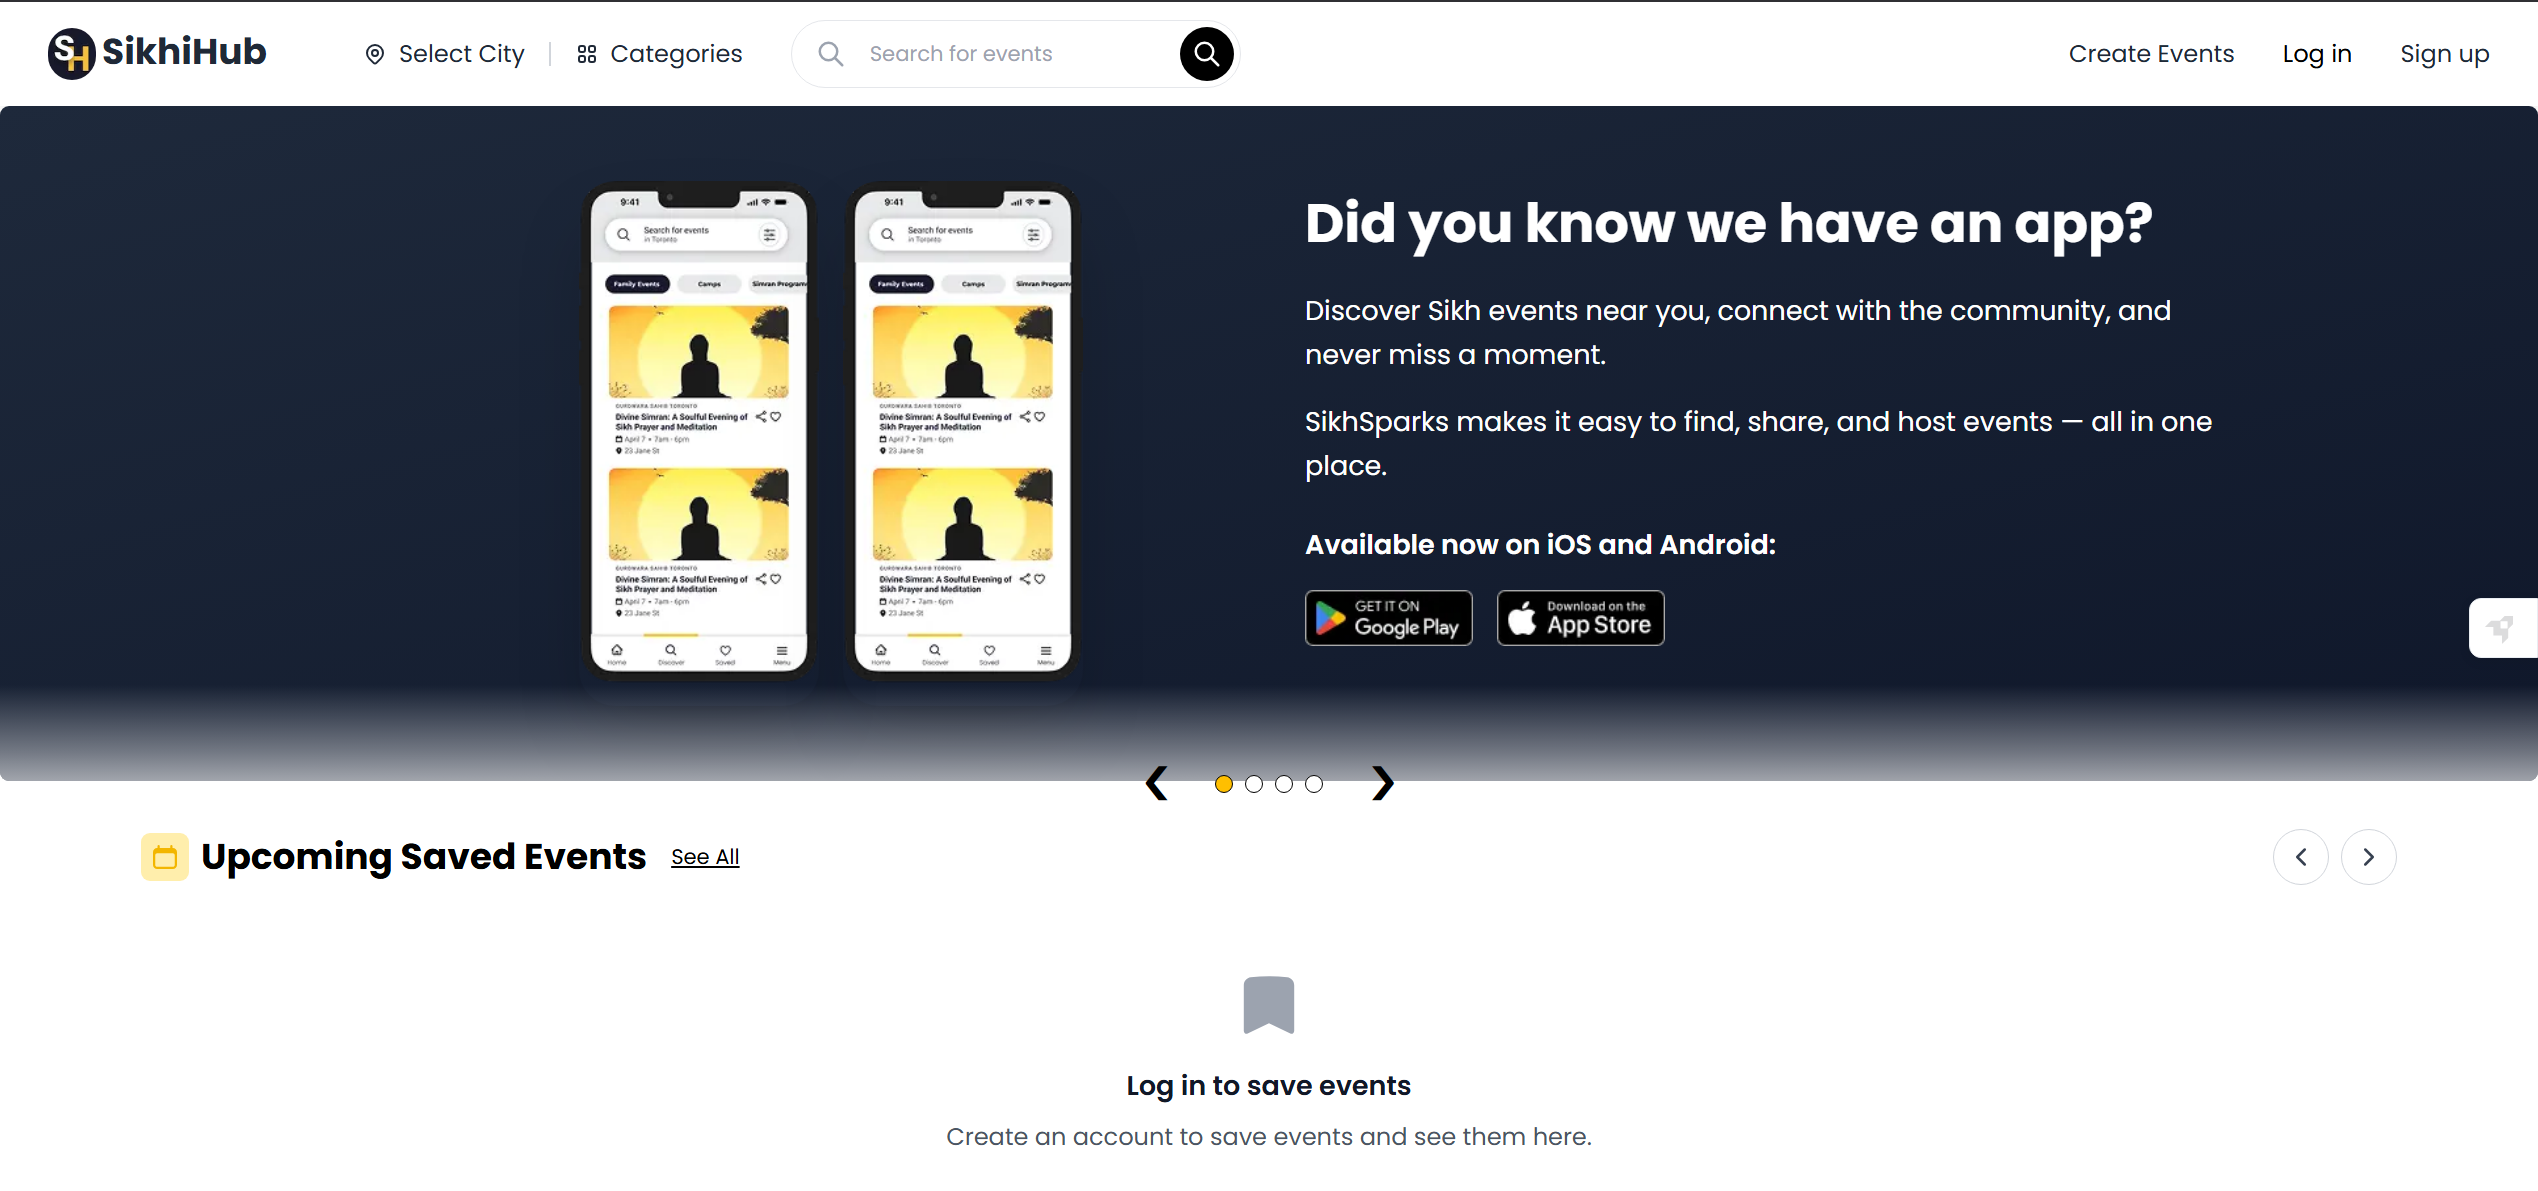 SH SikhiHub
Select City
Categories
Search for events
Create Events
Log in
Sign up
9:41
Search for events
in Toronto
Family Events
Camps
Simran Program
GURDWARA SAHIB TORONTO
Divine Simran: A Soulful Evening of
Sikh Prayer and Meditation
April 7 • 7am - 6pm
23 Jane St
GURDWARA SAHIB TORONTO
Divine Simran: A Soulful Evening of
Sikh Prayer and Meditation
April 7 • 7am - 6pm
23 Jane St
Home
Discover
Saved
Menu
9:41
Search for events
in Toronto
Family Events
Camps
Simran Program
GURDWARA SAHIB TORONTO
Divine Simran: A Soulful Evening of
Sikh Prayer and Meditation
April 7 • 7am - 6pm
23 Jane St
GURDWARA SAHIB TORONTO
Divine Simran: A Soulful Evening of
Sikh Prayer and Meditation
April 7 • 7am - 6pm
23 Jane St
Home
Discover
Saved
Menu
Did you know we have an app?
Discover Sikh events near you, connect with the community, and
never miss a moment.
SikhSparks makes it easy to find, share, and host events — all in one
place.
Available now on iOS and Android:
GET IT ON
Google Play
Download on the
App Store
Upcoming Saved Events
See All
Log in to save events
Create an account to save events and see them here.